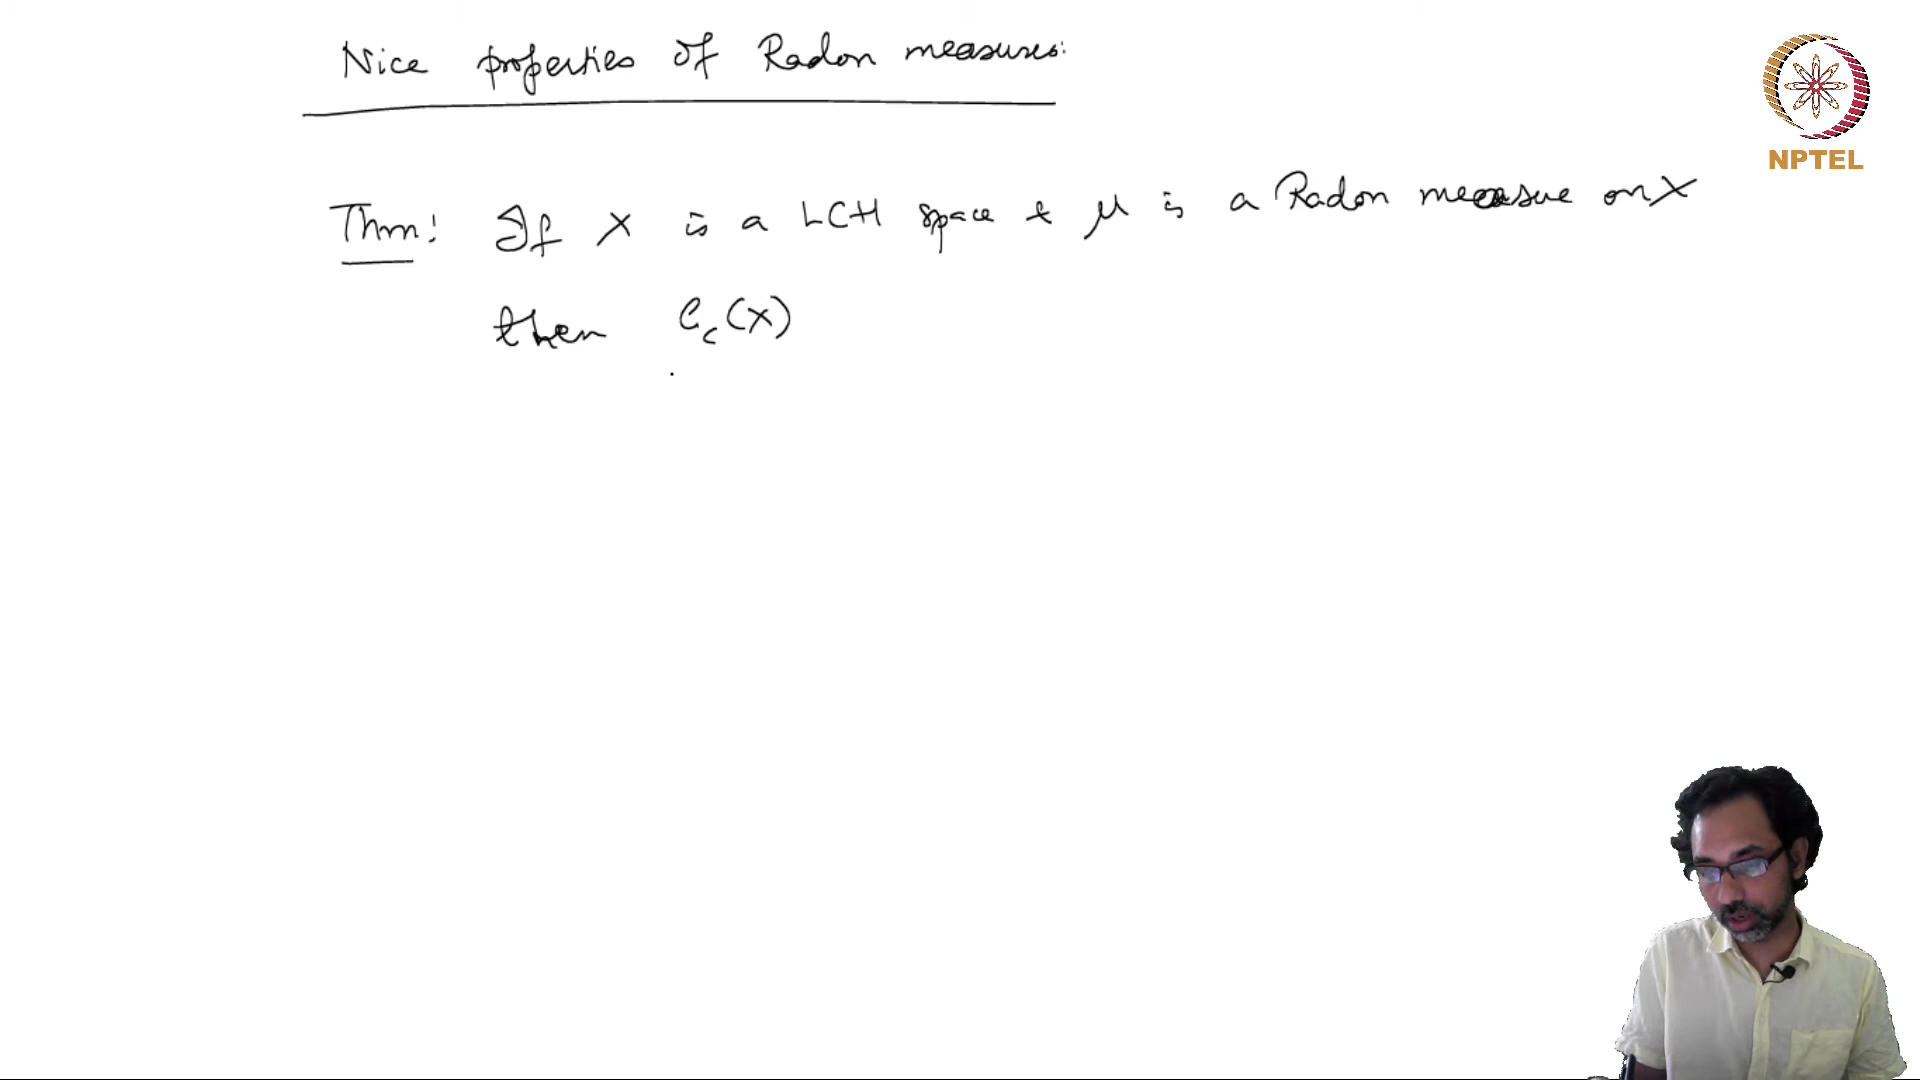 Nice properties of Radon measures:
NPTEL
Thm: If X is a LCH space & μ is a Radon measure on X
then C_c(X)